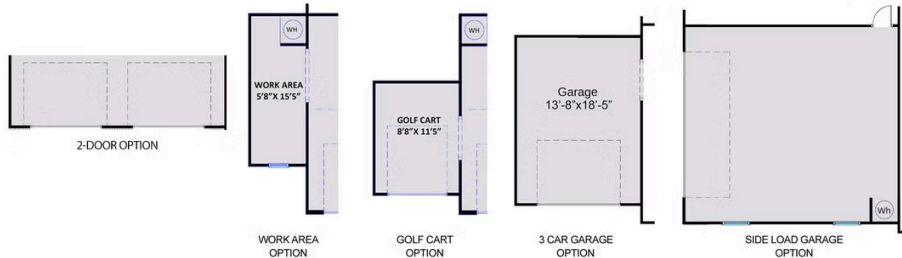 2-DOOR OPTION
WH
WORK AREA
5'8"X 15'5"
WORK AREA
OPTION
WH
GOLF CART
8'8"X 11'5"
GOLF CART
OPTION
Garage
13'-8"x18'-5"
3 CAR GARAGE
OPTION
Wh
SIDE LOAD GARAGE
OPTION